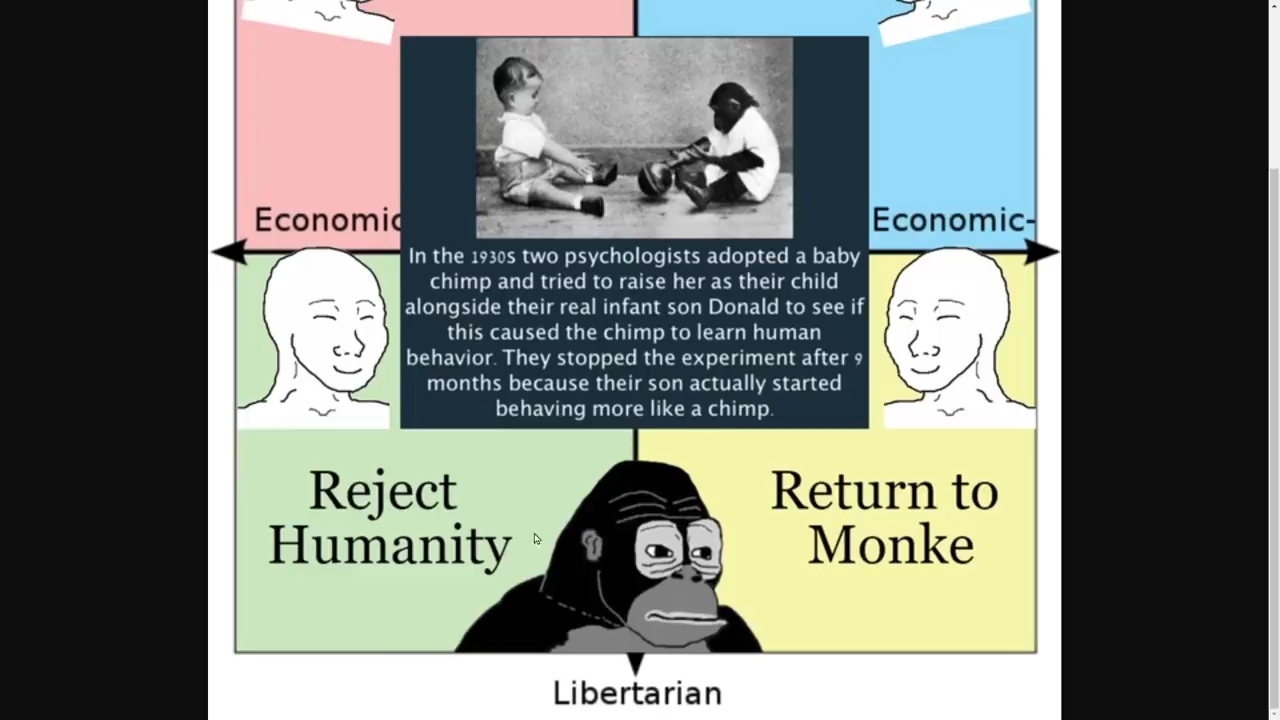 Economic
Economic-
In the 1930s two psychologists adopted a baby
chimp and tried to raise her as their child
alongside their real infant son Donald to see if
this caused the chimp to learn human
behavior. They stopped the experiment after 9
months because their son actually started
behaving more like a chimp.
Reject
Humanity
Return to
Monke
Libertarian